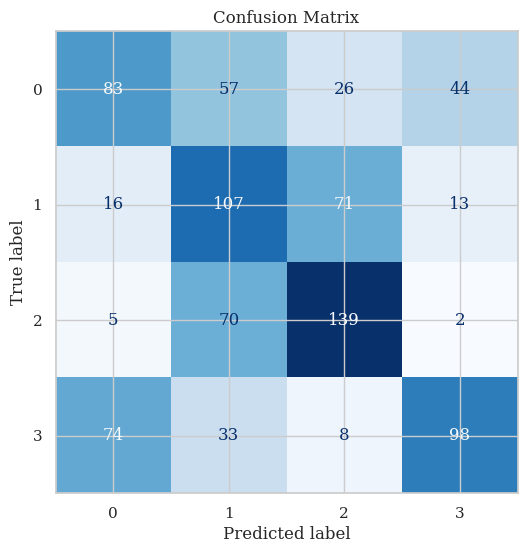 Confusion Matrix
0 83 57 26 44
1 16 107 71 13
2 5 70 139 2
3 74 33 8 98
0 1 2 3
Predicted label
True label